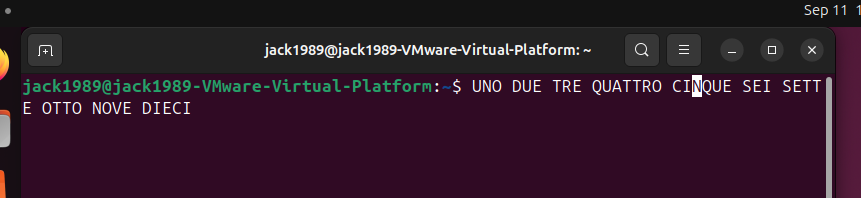 Sep 11 1
jack1989@jack1989-VMware-Virtual-Platform: ~
jack1989@jack1989-VMware-Virtual-Platform:~$ UNO DUE TRE QUATTRO CINQUE SEI SETT
E OTTO NOVE DIECI